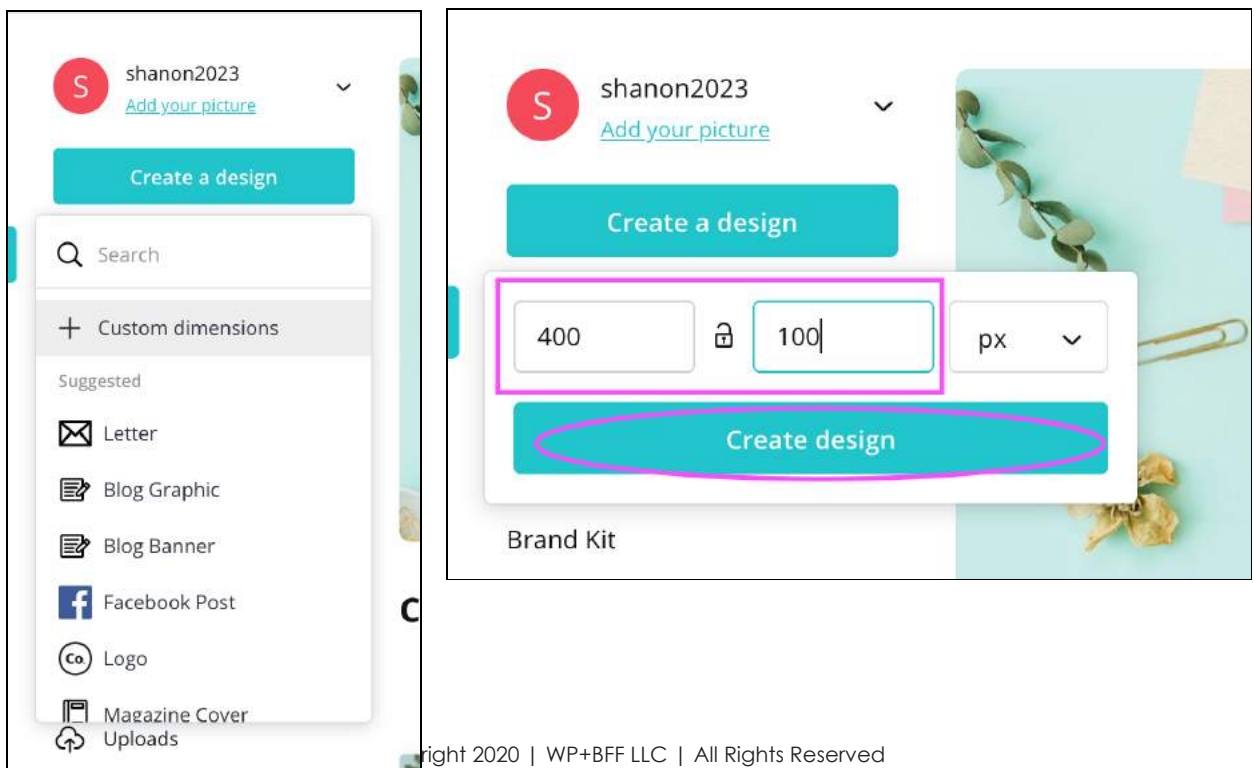 S
shanon2023
Add your picture
Create a design
Search
+ Custom dimensions
Suggested
Letter
Blog Graphic
Blog Banner
Facebook Post
Co. Logo
Magazine Cover
Uploads
C
S
shanon2023
Add your picture
Create a design
400
100
px
Create design
Brand Kit
right 2020 | WP+BFF LLC | All Rights Reserved